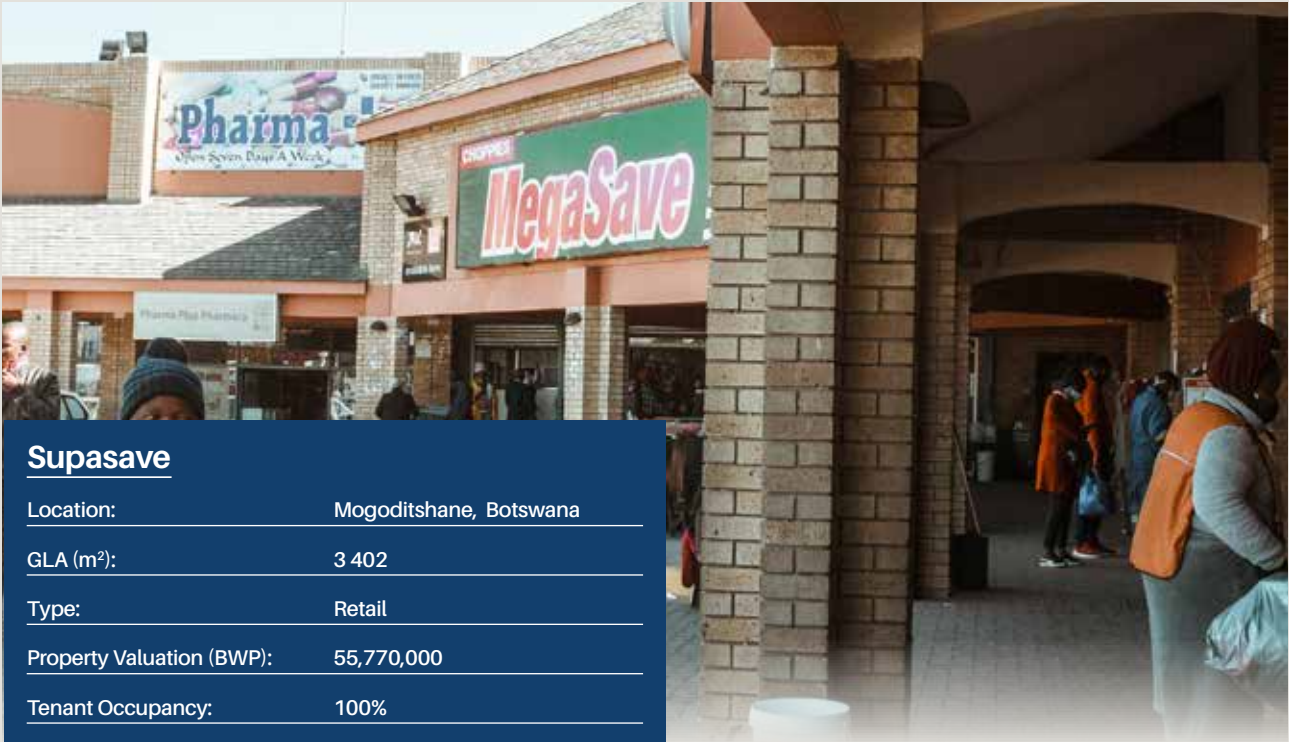 Pharma
Open Seven Days A Week
CHOPPIES
MegaSave
Pharma Plus Pharmacy
Supasave
Location: Mogoditshane, Botswana
GLA (m²): 3 402
Type: Retail
Property Valuation (BWP): 55,770,000
Tenant Occupancy: 100%